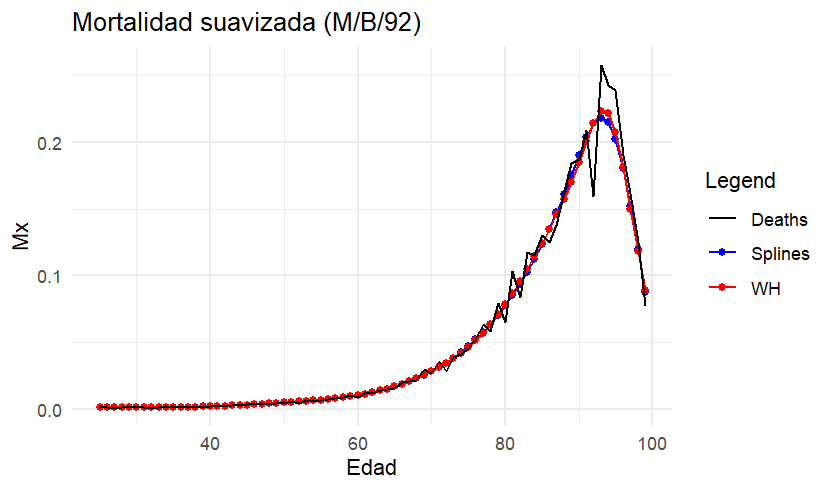 Mortalidad suavizada (M/B/92)
Mx
0.2
0.1
0.0
40 60 80 100
Edad
Legend
Deaths
Splines
WH